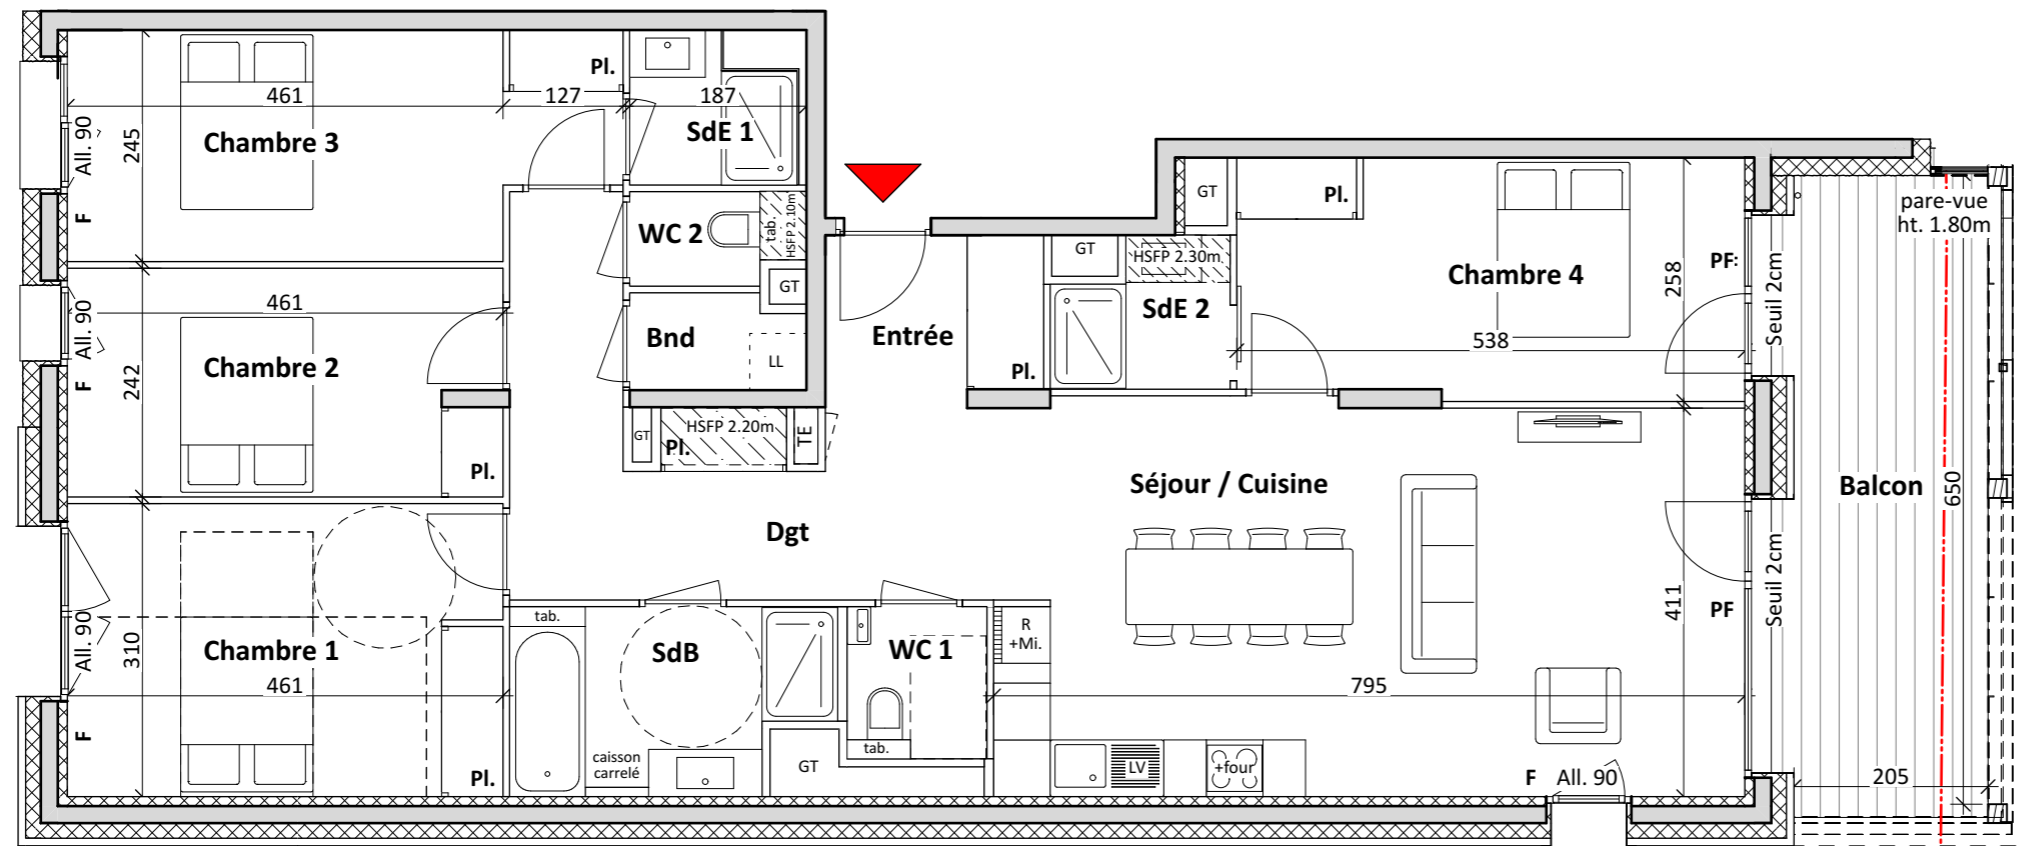 Pl.
461
127
187
Chambre 3
SdE 1
245
All. 90
F
WC 2
tab.
HSFP 2.10m
GT
Bnd
LL
461
All. 90
Chambre 2
F
242
Pl.
GT
Pl.
HSFP 2.20m
TE
Entrée
Pl.
GT
HSFP 2.30m
SdE 2
GT
Pl.
Chambre 4
258
538
PF:
Seuil 2cm
pare-vue
ht. 1.80m
Balcon
650
205
Séjour / Cuisine
Dgt
411
PF
Seuil 2cm
Chambre 1
All. 90
310
461
F
Pl.
tab.
SdB
caisson
carrelé
GT
WC 1
tab.
R
+Mi.
795
LV
+four
F
All. 90